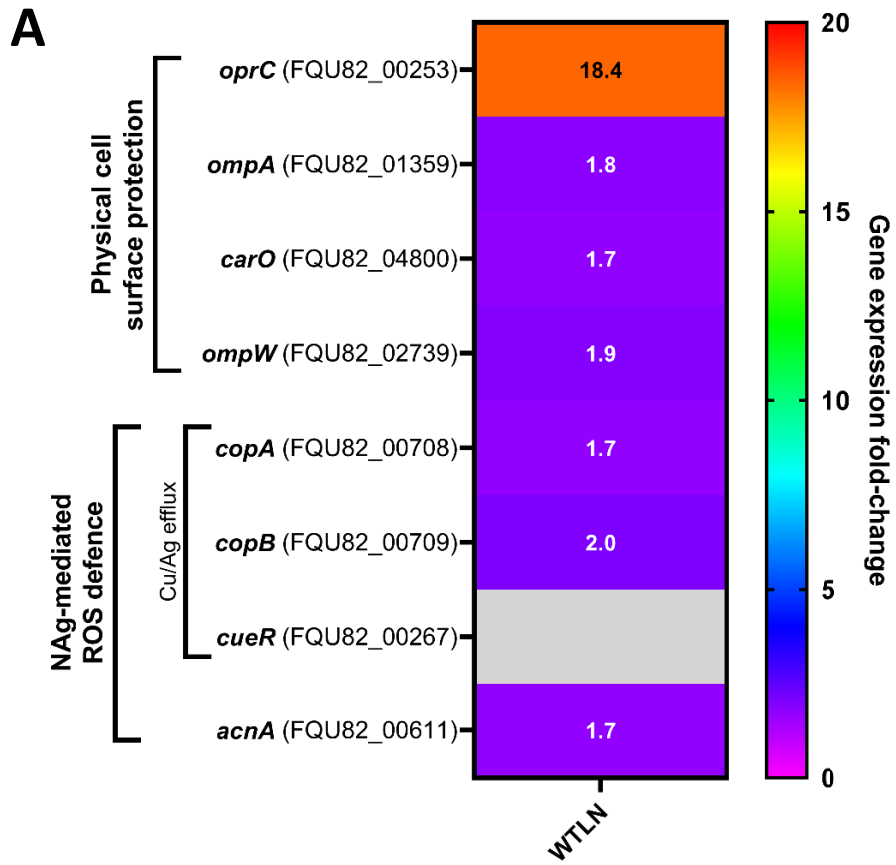 A
Physical cell
surface protection
oprC (FQU82_00253)
18.4
ompA (FQU82_01359)
1.8
carO (FQU82_04800)
1.7
ompW (FQU82_02739)
1.9
NAg-mediated
ROS defence
Cu/Ag efflux
copA (FQU82_00708)
1.7
copB (FQU82_00709)
2.0
cueR (FQU82_00267)
acnA (FQU82_00611)
1.7
WTLN
20
15
10
5
0
Gene expression fold-change